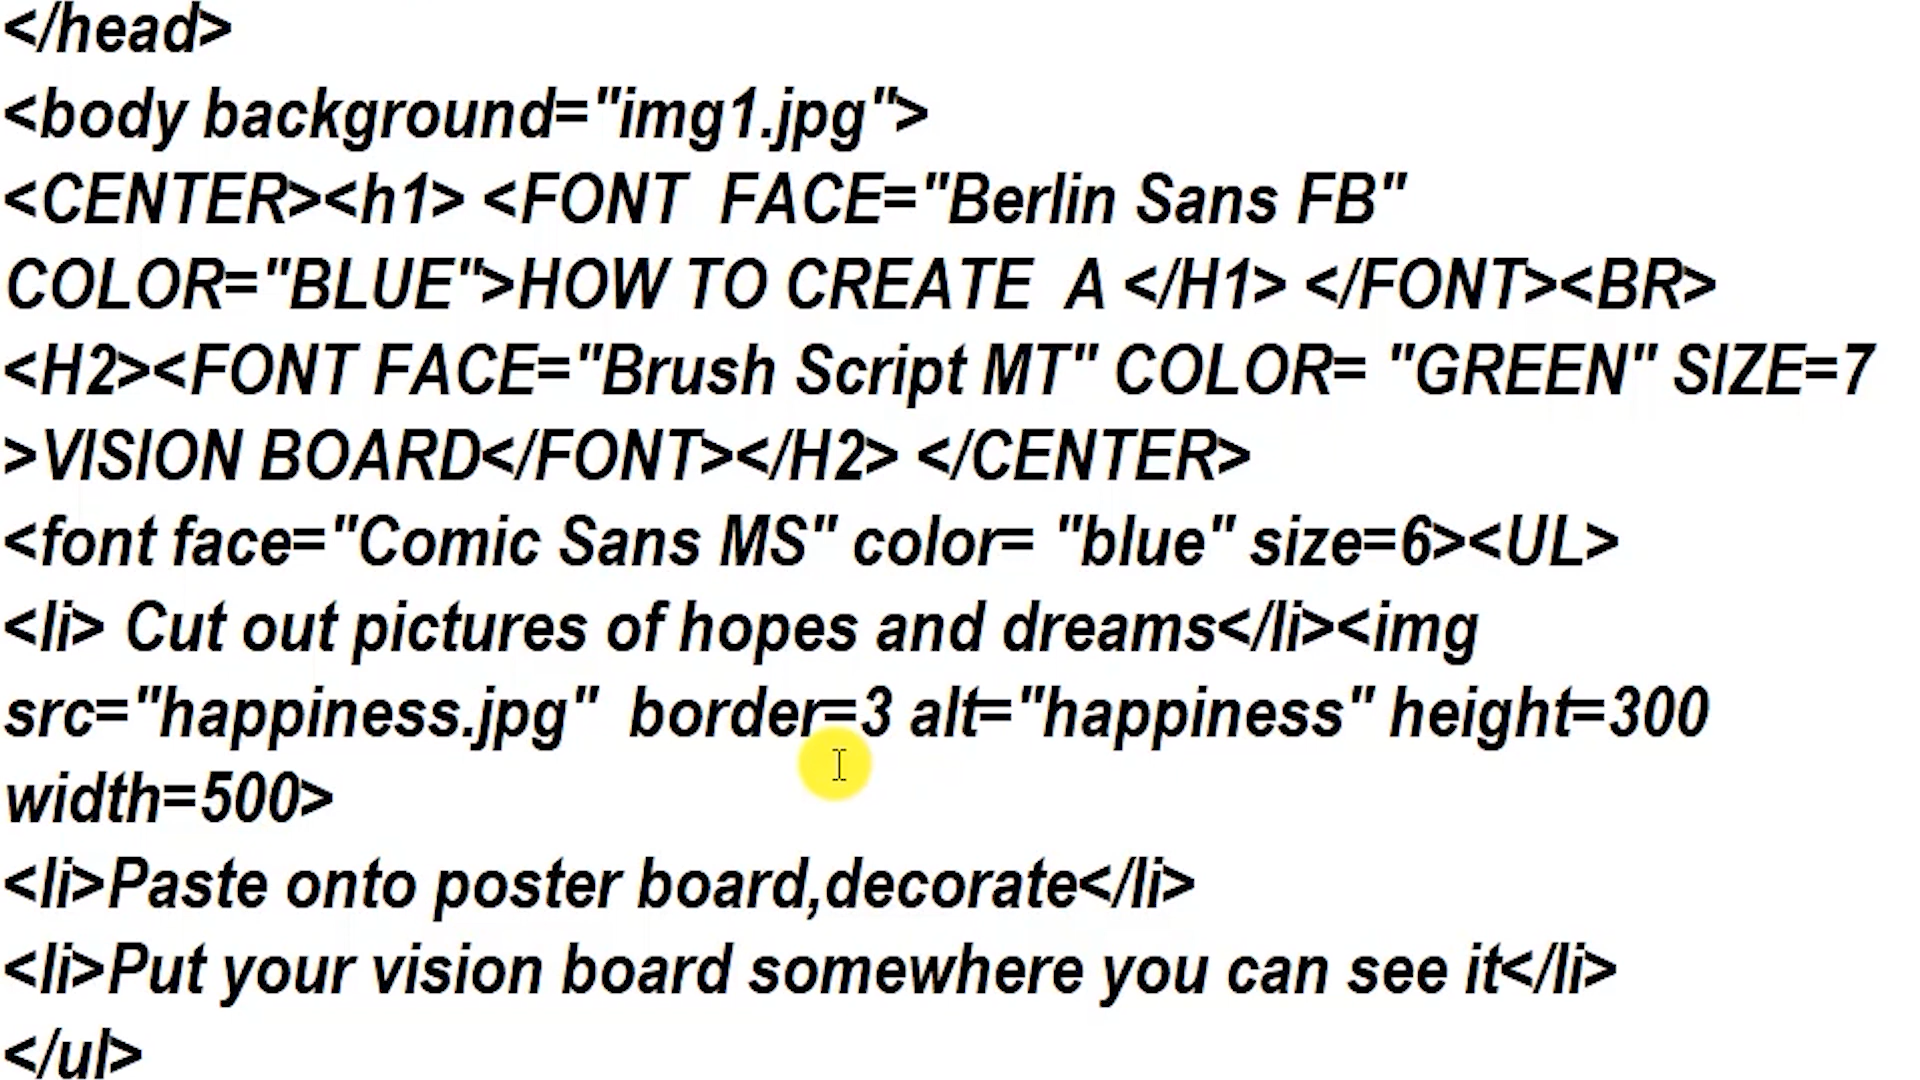 </head>
<body background="img1.jpg">
<CENTER><h1> <FONT  FACE="Berlin Sans FB"
COLOR="BLUE">HOW TO CREATE  A </H1> </FONT><BR>
<H2><FONT FACE="Brush Script MT" COLOR= "GREEN" SIZE=7
>VISION BOARD</FONT></H2> </CENTER>
<font face="Comic Sans MS" color= "blue" size=6><UL>
<li> Cut out pictures of hopes and dreams</li><img
src="happiness.jpg"  border=3 alt="happiness" height=300
width=500>
<li>Paste onto poster board,decorate</li>
<li>Put your vision board somewhere you can see it</li>
</ul>